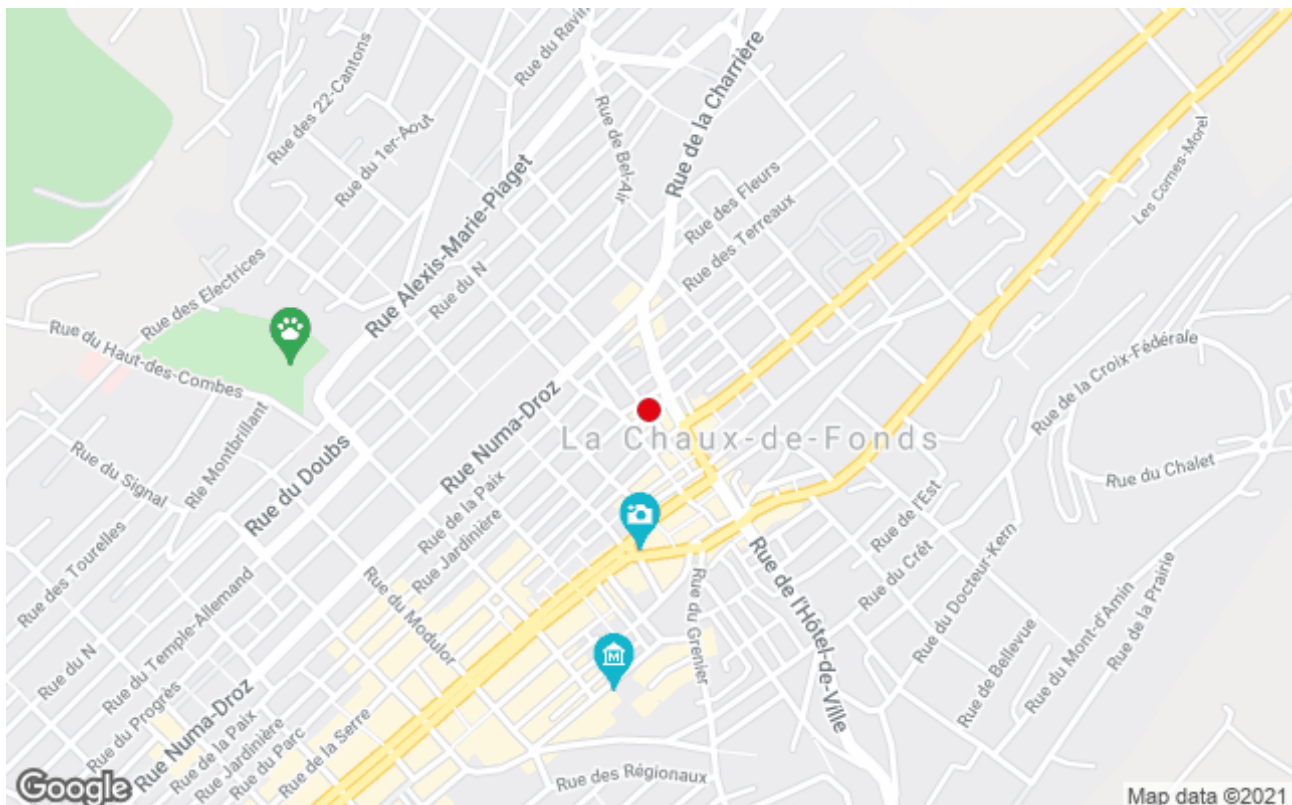 Rue du Ravin
Rue des 22-Cantons
Rue de la Charrière
Rue du 1er-Août
Rue de Bel-Air
Les Cornes-Morel
Rue Alexis-Marie-Piaget
Rue des Fleurs
Rue des Terreaux
Rue des Electrices
Rue du N
Rue du Haut-des-Combes
Rue de la Croix-Fédérale
Rue Numa-Droz
La Chaux-de-Fonds
Rue du Signal
Rle Montbrillant
Rue du Doubs
Rue du Chalet
Rue de la Paix
Rue Jardinière
Rue de l'Est
Rue des Tourelles
Rue du Crêt
Rue du Docteur-Kern
Rue de l'Hôtel-de-Ville
Rue du Modulor
Rue du Temple-Allemand
Rue du Grenier
Rue du Mont-d'Amin
Rue de la Prairie
Rue de Bellevue
Rue du N
Rue du Progrès
Rue Numa-Droz
Rue de la Paix
Rue Jardinière
Rue du Parc
Rue de la Serre
M
Rue des Régionaux
Google
Map data ©2021